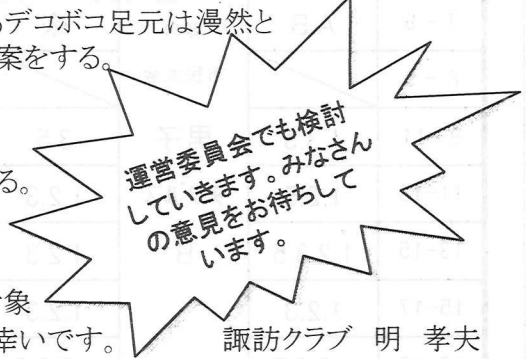 るデコボコ足元は漫然と
案をする。
る。
運営委員会でも検討
していきます。みなさん
の意見をお待ちして
います。
象
幸いです。
諏訪クラブ 明 孝夫